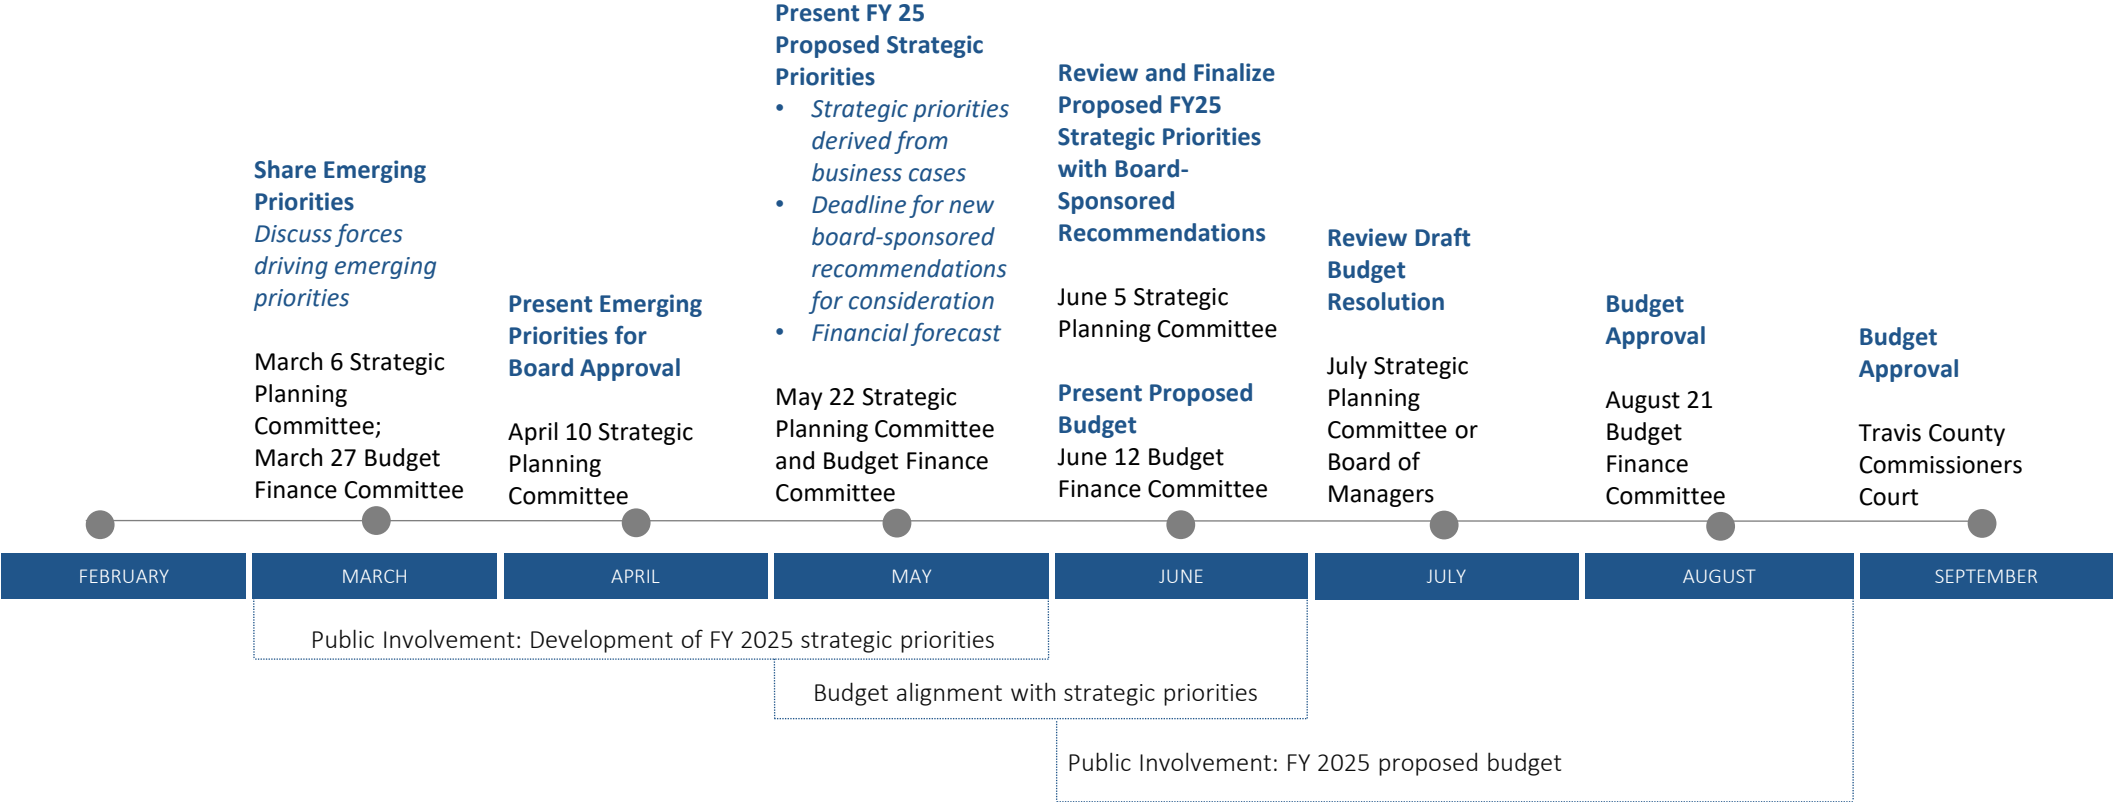 Share Emerging
Priorities
Discuss forces
driving emerging
priorities
March 6 Strategic
Planning
Committee;
March 27 Budget
Finance Committee
Present Emerging
Priorities for
Board Approval
April 10 Strategic
Planning
Committee
Present FY 25
Proposed Strategic
Priorities
• Strategic priorities
derived from
business cases
• Deadline for new
board-sponsored
recommendations
for consideration
• Financial forecast
May 22 Strategic
Planning Committee
and Budget Finance
Committee
Review and Finalize
Proposed FY25
Strategic Priorities
with Board-
Sponsored
Recommendations
June 5 Strategic
Planning Committee
Present Proposed
Budget
June 12 Budget
Finance Committee
Review Draft
Budget
Resolution
July Strategic
Planning
Committee or
Board of
Managers
Budget
Approval
August 21
Budget
Finance
Committee
Budget
Approval
Travis County
Commissioners
Court
FEBRUARY
MARCH
APRIL
MAY
JUNE
JULY
AUGUST
SEPTEMBER
Public Involvement: Development of FY 2025 strategic priorities
Budget alignment with strategic priorities
Public Involvement: FY 2025 proposed budget